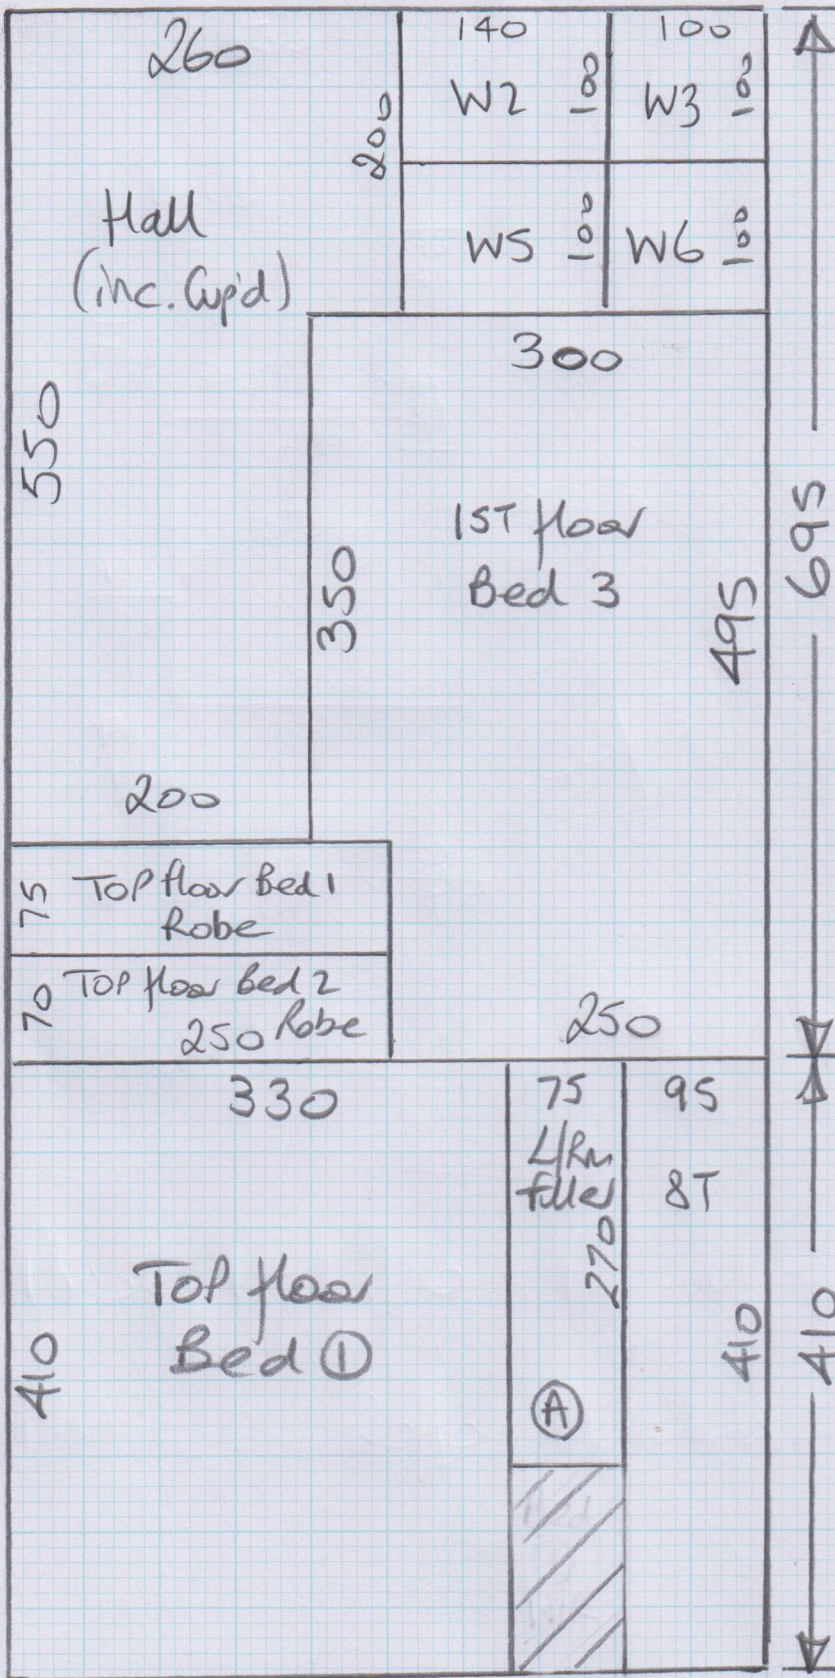 260
140
100
W2
100
W3
100
200
Hall
(inc. Cup'd)
W5
100
W6
100
300
550
1ST floor
Bed 3
350
495
695
200
75
TOP floor Bed 1
Robe
70
TOP floor Bed 2
250 Robe
250
330
75
95
L/Rm
filler
8T
270
TOP floor
Bed ①
410
Ⓐ
410
410